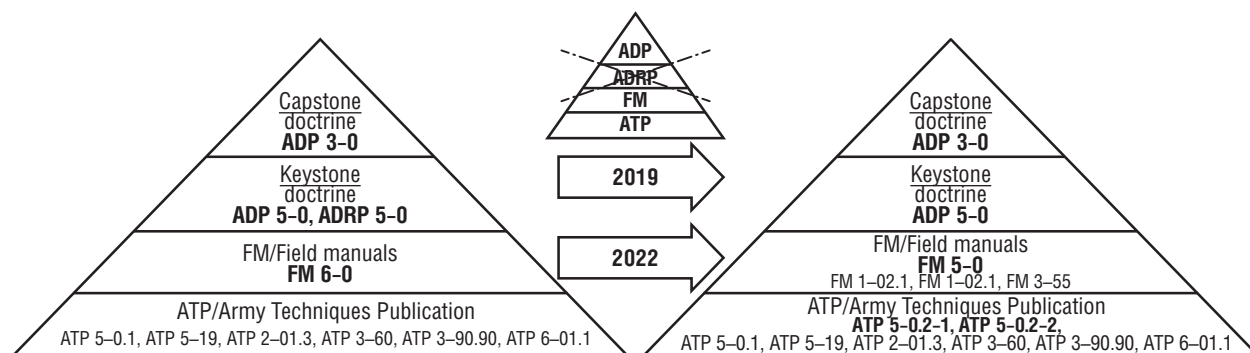 Capstone
doctrine
ADP 3-0
Keystone
doctrine
ADP 5-0, ADRP 5-0
FM/Field manuals
FM 6-0
ATP/Army Techniques Publication
ATP 5–0.1, ATP 5–19, ATP 2–01.3, ATP 3–60, ATP 3–90.90, ATP 6–01.1
ADP
ADRP
FM
ATP
2019
2022
Capstone
doctrine
ADP 3-0
Keystone
doctrine
ADP 5-0
FM/Field manuals
FM 5-0
FM 1–02.1, FM 1–02.1, FM 3–55
ATP/Army Techniques Publication
ATP 5-0.2-1, ATP 5-0.2-2,
ATP 5–0.1, ATP 5–19, ATP 2–01.3, ATP 3–60, ATP 3–90.90, ATP 6–01.1